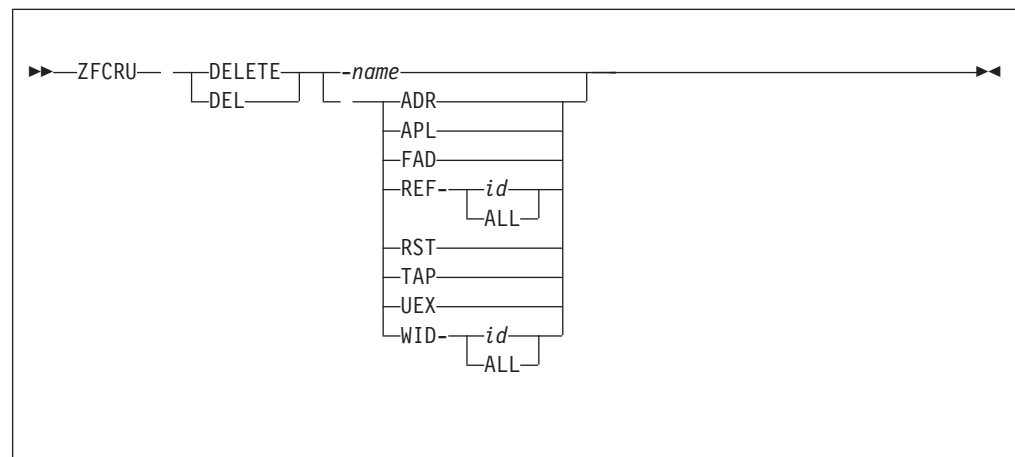 ZFCRU DELETE -name
DEL ADR
APL
FAD
REF- id
ALL
RST
TAP
UEX
WID- id
ALL